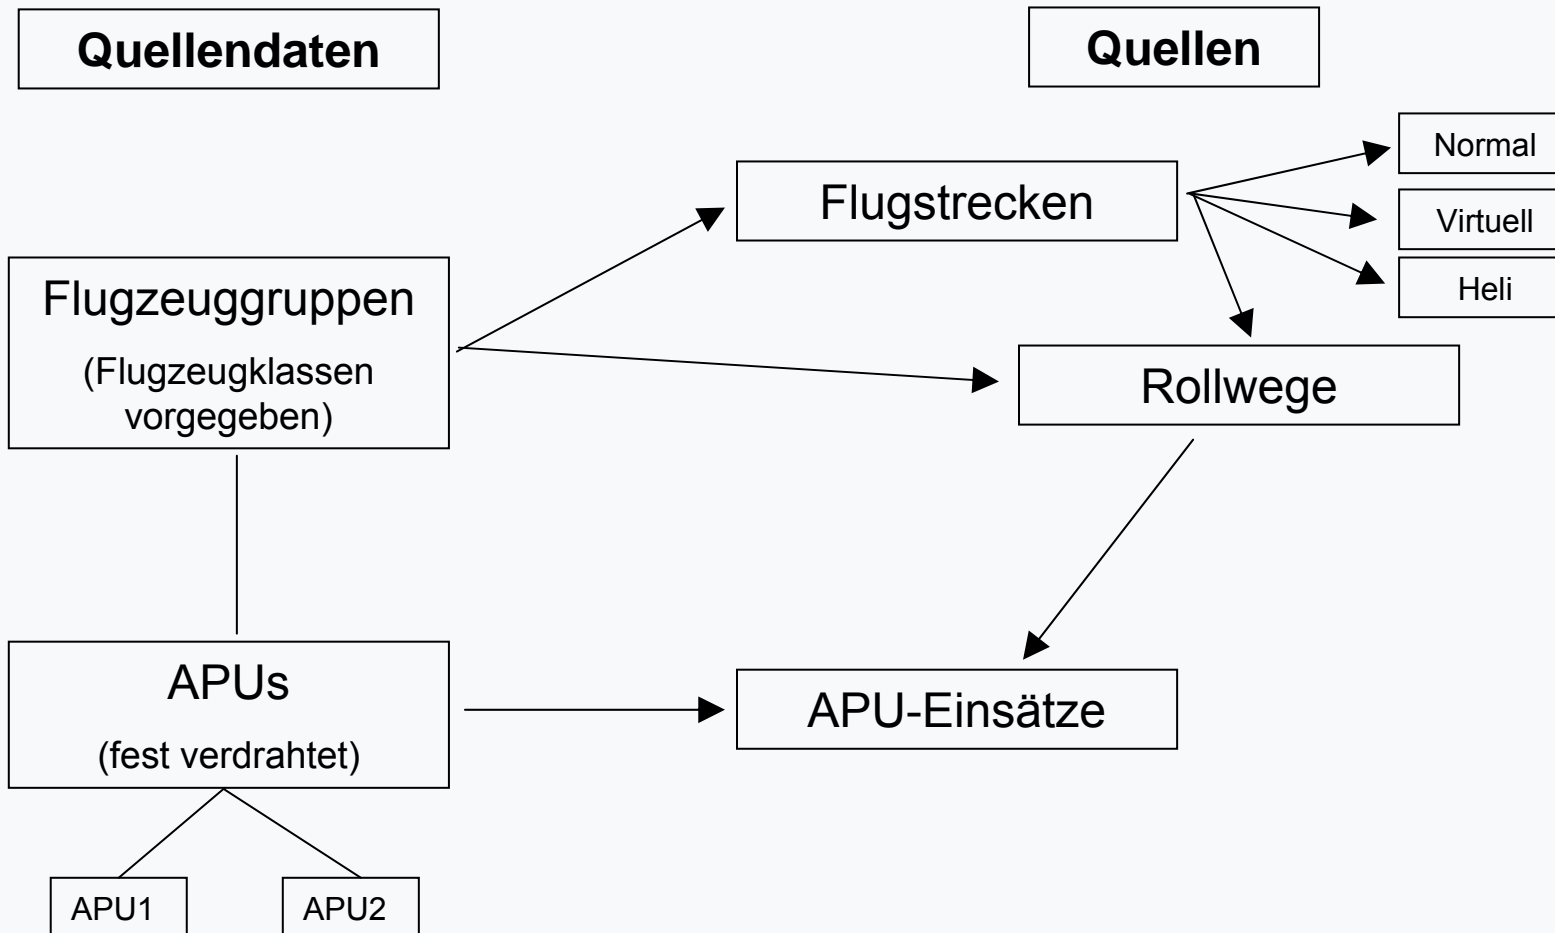 Quellendaten
Quellen
Normal
Flugstrecken
Virtuell
Heli
Flugzeuggruppen
(Flugzeugklassen
vorgegeben)
Rollwege
APUs
(fest verdrahtet)
APU-Einsätze
APU1
APU2